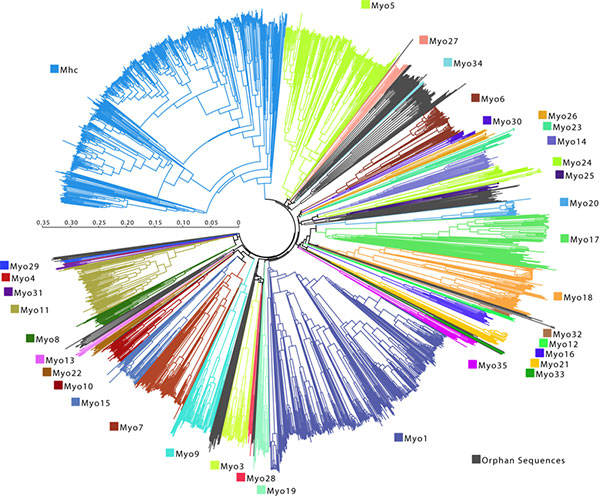 Myo5
Myo27
Myo34
Mhc
Myo6
Myo30
Myo26
Myo23
Myo14
Myo24
Myo25
Myo20
Myo17
0.35 0.30 0.25 0.20 0.15 0.10 0.05 0
Myo29
Myo4
Myo31
Myo11
Myo18
Myo8
Myo13
Myo22
Myo10
Myo15
Myo32
Myo12
Myo16
Myo21
Myo33
Myo35
Myo7
Myo1
Myo9
Myo3
Myo28
Myo19
Orphan Sequences